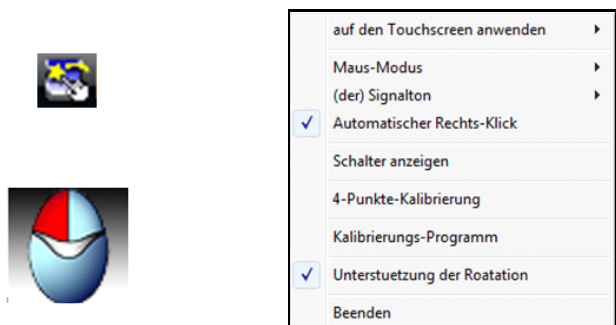 auf den Touchscreen anwenden
Maus-Modus
(der) Signalton
Automatischer Rechts-Klick
Schalter anzeigen
4-Punkte-Kalibrierung
Kalibrierungs-Programm
Unterstuetzung der Roatation
Beenden